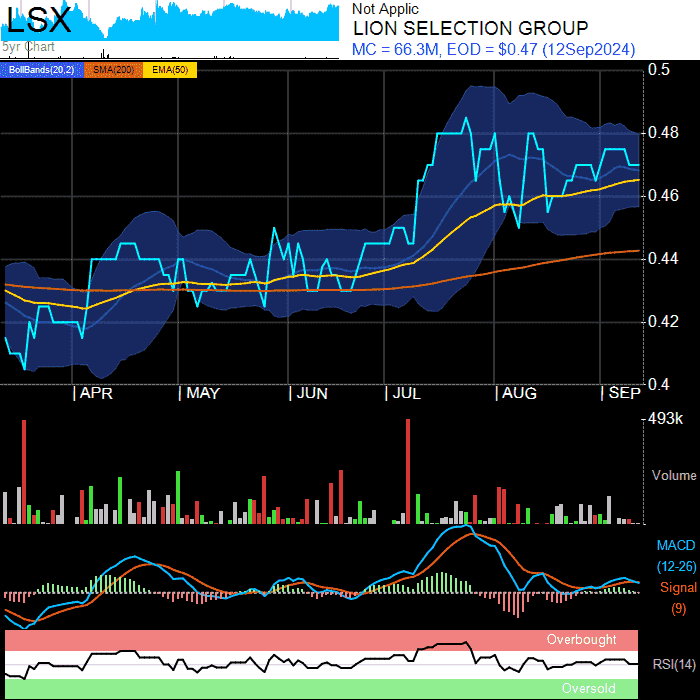 LSX
5yr Chart
Not Applic
LION SELECTION GROUP
MC = 66.3M, EOD = $0.47 (12Sep2024)
BollBands(20,2) SMA(200) EMA(50)
0.5
0.48
0.46
0.44
0.42
0.4
APR MAY JUN JUL AUG SEP
493k
Volume
MACD
(12-26)
Signal
(9)
Overbought
RSI(14)
Oversold